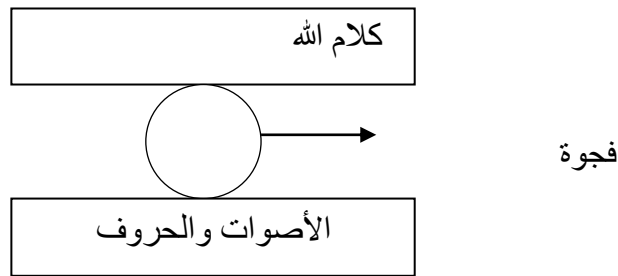 كلام الله
فجوة
الأصوات والحروف